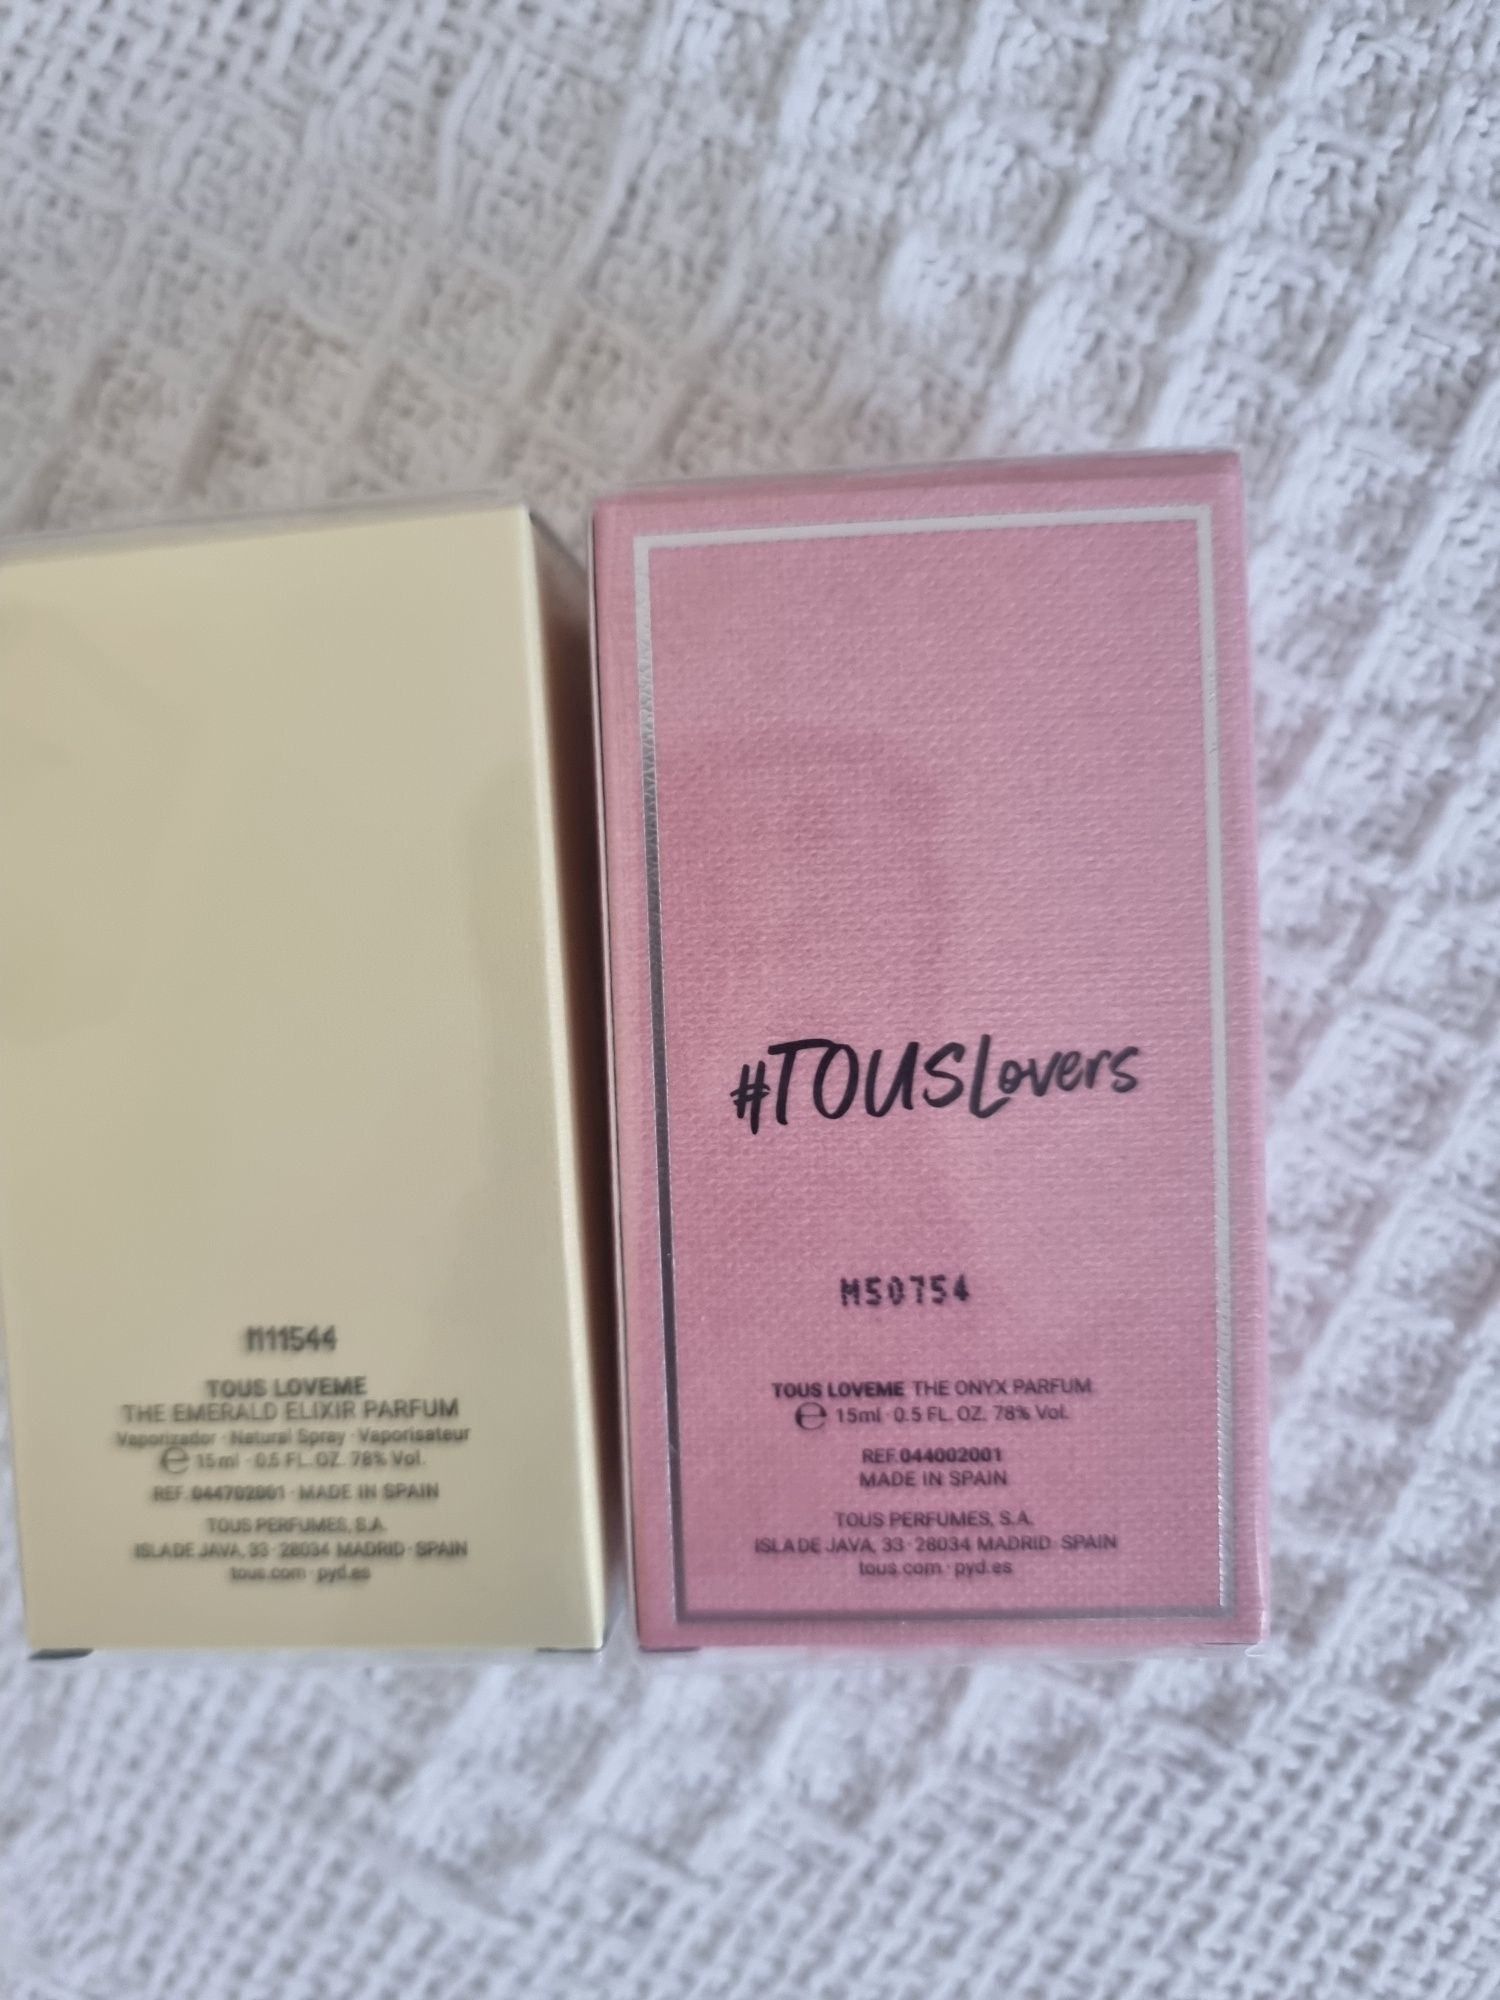 M11544
TOUS LOVEME
THE EMERALD ELIXIR PARFUM
Vaporizador · Natural Spray · Vaporisateur
℮ 15 ml · 0.5 FL. OZ. 78% Vol.
REF. 044702001 · MADE IN SPAIN
TOUS PERFUMES, S.A.
ISLA DE JAVA, 33 · 28034 MADRID · SPAIN
tous.com · pyd.es
#TOUSLovers
M50754
TOUS LOVEME THE ONYX PARFUM
℮ 15ml · 0.5 FL. OZ. 78% Vol.
REF.044002001
MADE IN SPAIN
TOUS PERFUMES, S.A.
ISLA DE JAVA, 33 · 28034 MADRID · SPAIN
tous.com · pyd.es